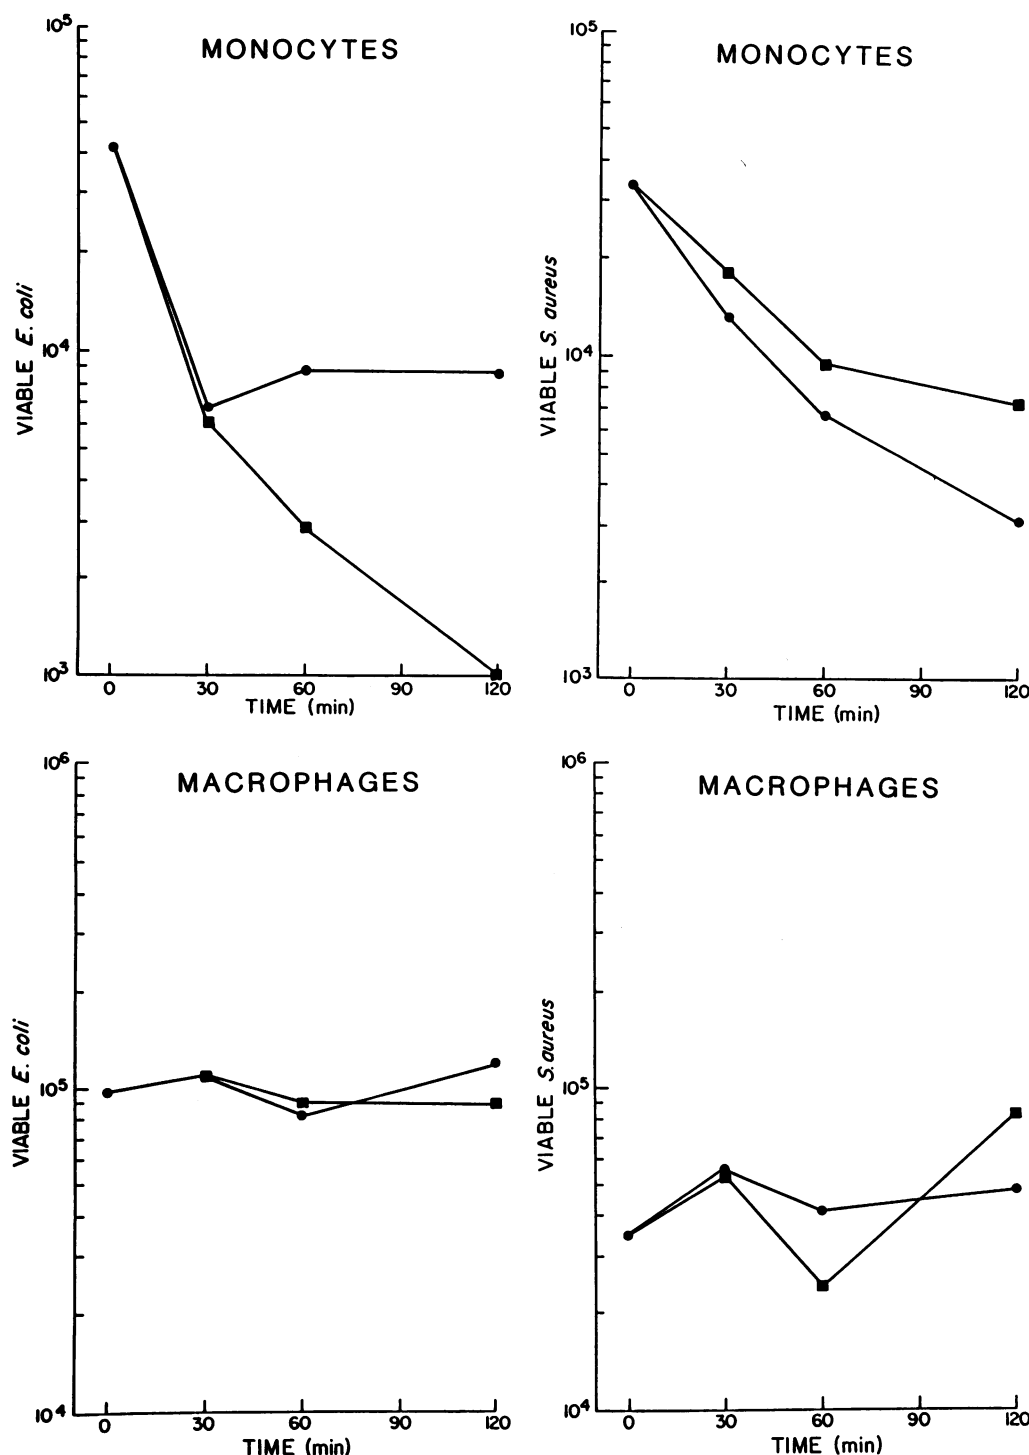 MONOCYTES
10⁵
10⁴
10³
VIABLE E. coli
0 30 60 90 120
TIME (min)
MONOCYTES
10⁵
10⁴
10³
VIABLE S. aureus
0 30 60 90 120
TIME (min)
MACROPHAGES
10⁶
10⁵
10⁴
VIABLE E. coli
0 30 60 90 120
TIME (min)
MACROPHAGES
10⁶
10⁵
10⁴
VIABLE S. aureus
0 30 60 90 120
TIME (min)